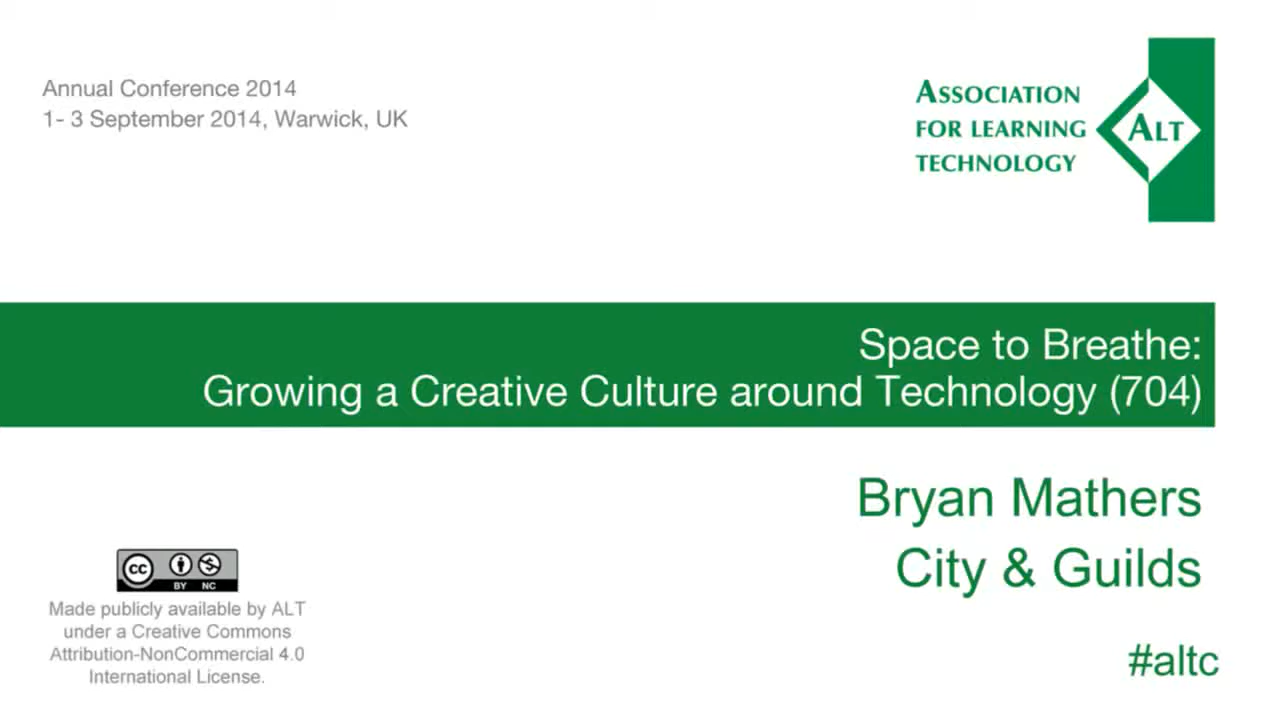 Annual Conference 2014
1- 3 September 2014, Warwick, UK
ASSOCIATION
FOR LEARNING
TECHNOLOGY
ALT
Space to Breathe:
Growing a Creative Culture around Technology (704)
Bryan Mathers
City & Guilds
cc
BY NC
Made publicly available by ALT
under a Creative Commons
Attribution-NonCommercial 4.0
International License.
#altc